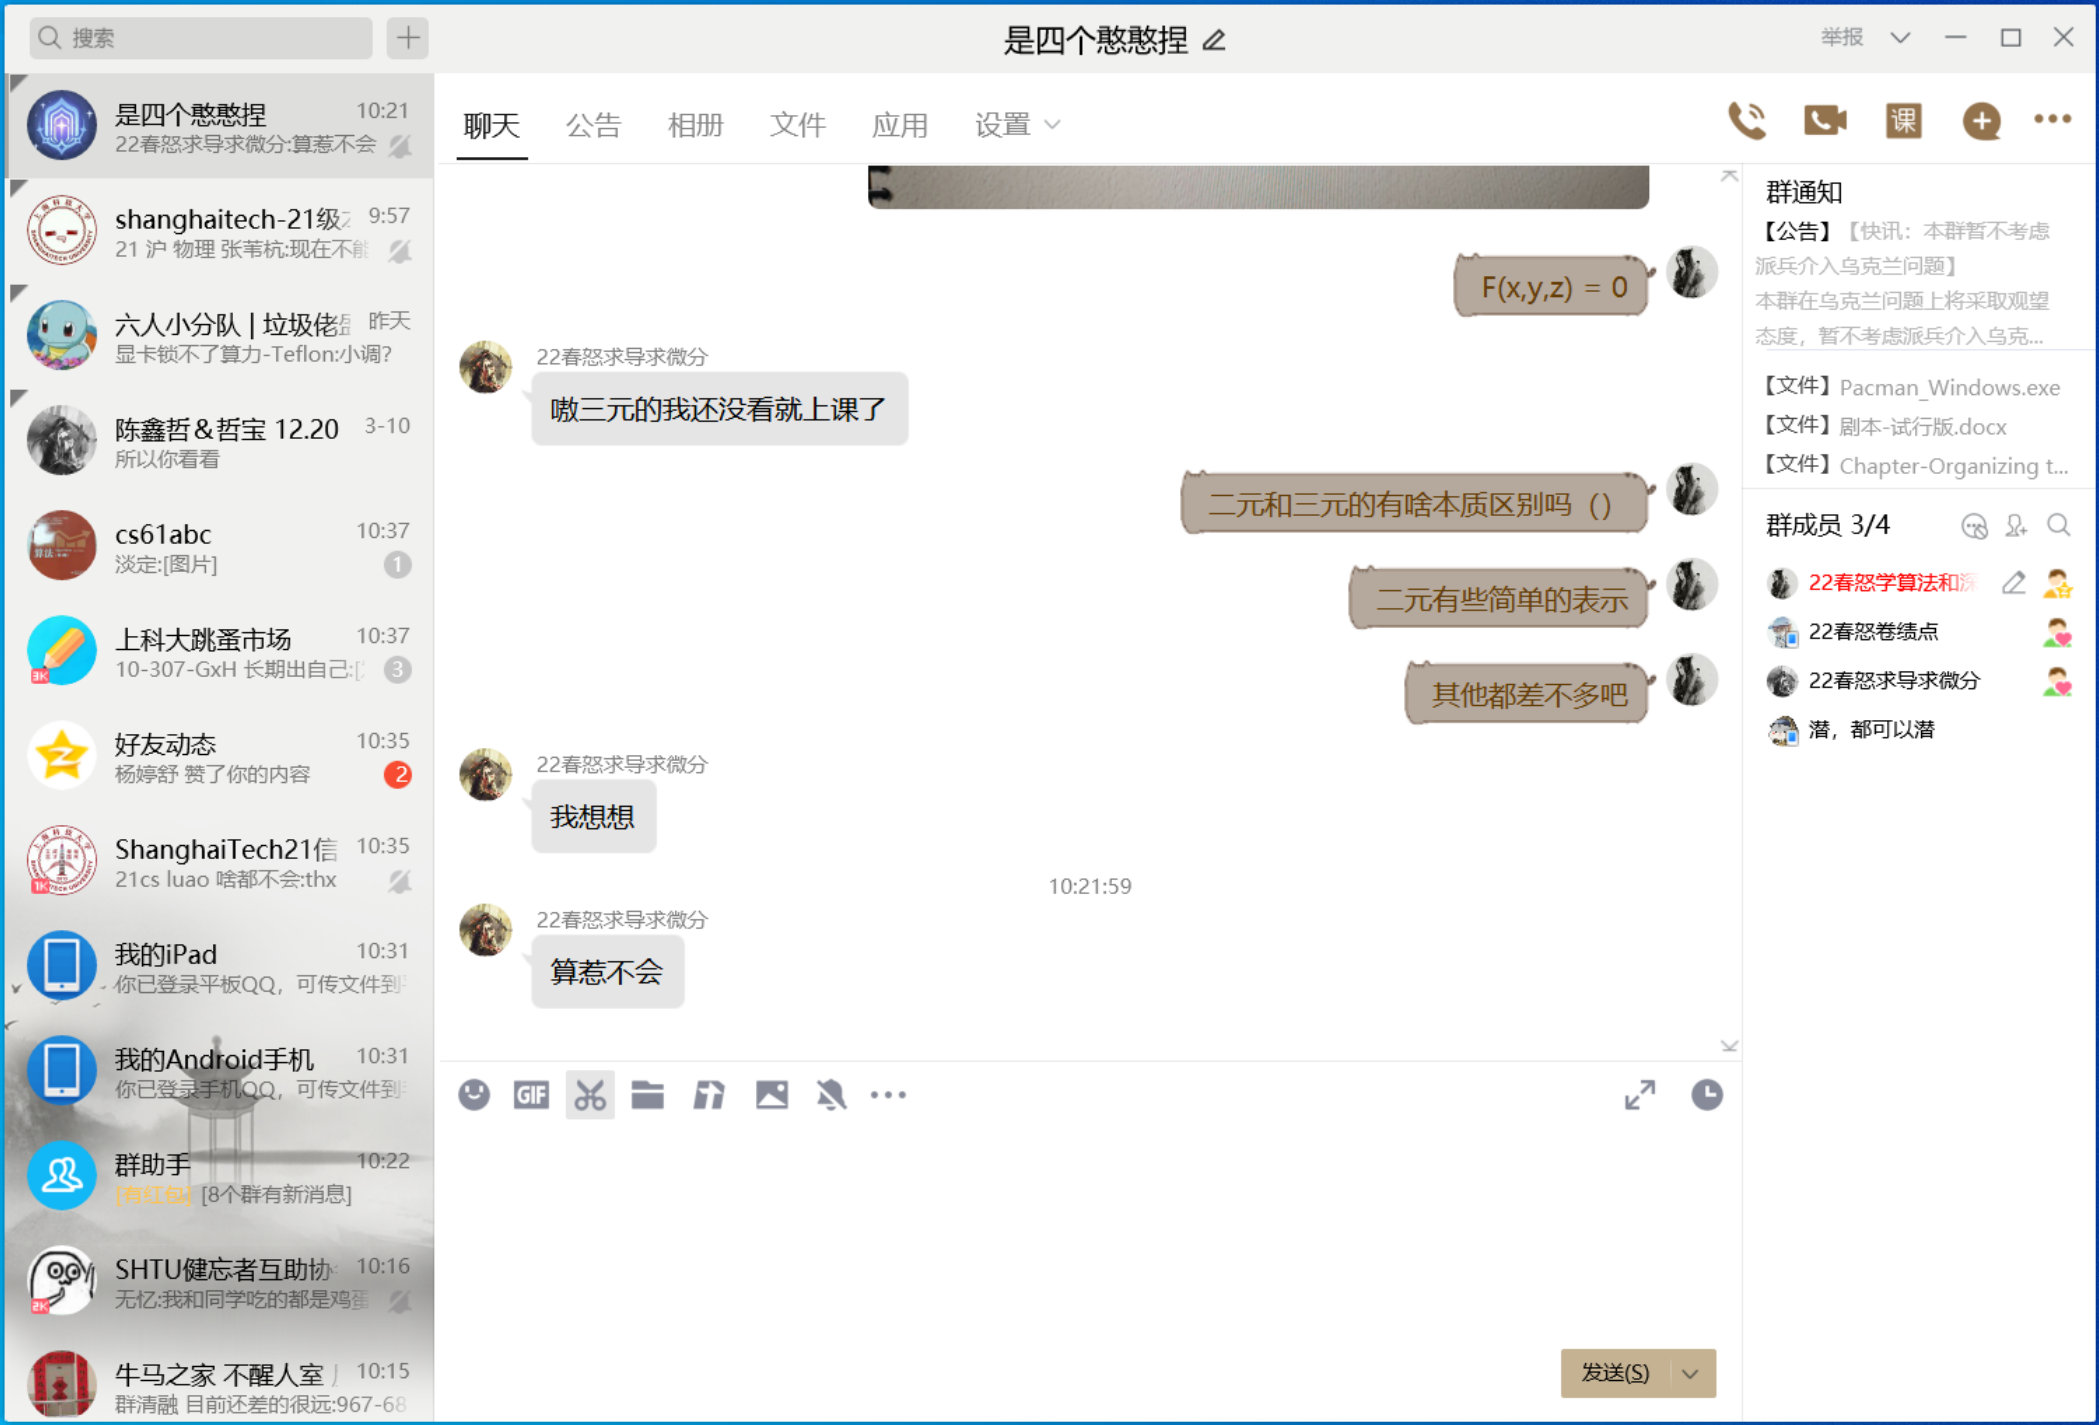 搜索
是四个憨憨捏
举报
是四个憨憨捏
10:21
22春怒求导求微分:算惹不会
shanghaitech-21级
9:57
21 沪 物理 张苇杭:现在不能
六人小分队 | 垃圾佬
昨天
显卡锁不了算力-Teflon:小调?
陈鑫哲&哲宝 12.20
3-10
所以你看看
cs61abc
10:37
淡定:[图片]
1
上科大跳蚤市场
10:37
10-307-GxH 长期出自己:[
3
3K
好友动态
10:35
杨婷舒 赞了你的内容
2
ShanghaiTech21信
10:35
21cs luao 啥都不会:thx
1K
我的iPad
10:31
你已登录平板QQ，可传文件到
我的Android手机
10:31
你已登录手机QQ，可传文件到
群助手
10:22
[有红包] [8个群有新消息]
SHTU健忘者互助协
10:16
无忆:我和同学吃的都是鸡蛋
2K
牛马之家 不醒人室
10:15
群清融 目前还差的很远:967-68
聊天
公告
相册
文件
应用
设置
课
F(x,y,z) = 0
22春怒求导求微分
嗷三元的我还没看就上课了
二元和三元的有啥本质区别吗（）
二元有些简单的表示
其他都差不多吧
22春怒求导求微分
我想想
10:21:59
22春怒求导求微分
算惹不会
GIF
发送(S)
群通知
【公告】【快讯：本群暂不考虑
派兵介入乌克兰问题】
本群在乌克兰问题上将采取观望
态度，暂不考虑派兵介入乌克...
【文件】Pacman_Windows.exe
【文件】剧本-试行版.docx
【文件】Chapter-Organizing t...
群成员 3/4
22春怒学算法和深
22春怒卷绩点
22春怒求导求微分
潜，都可以潜